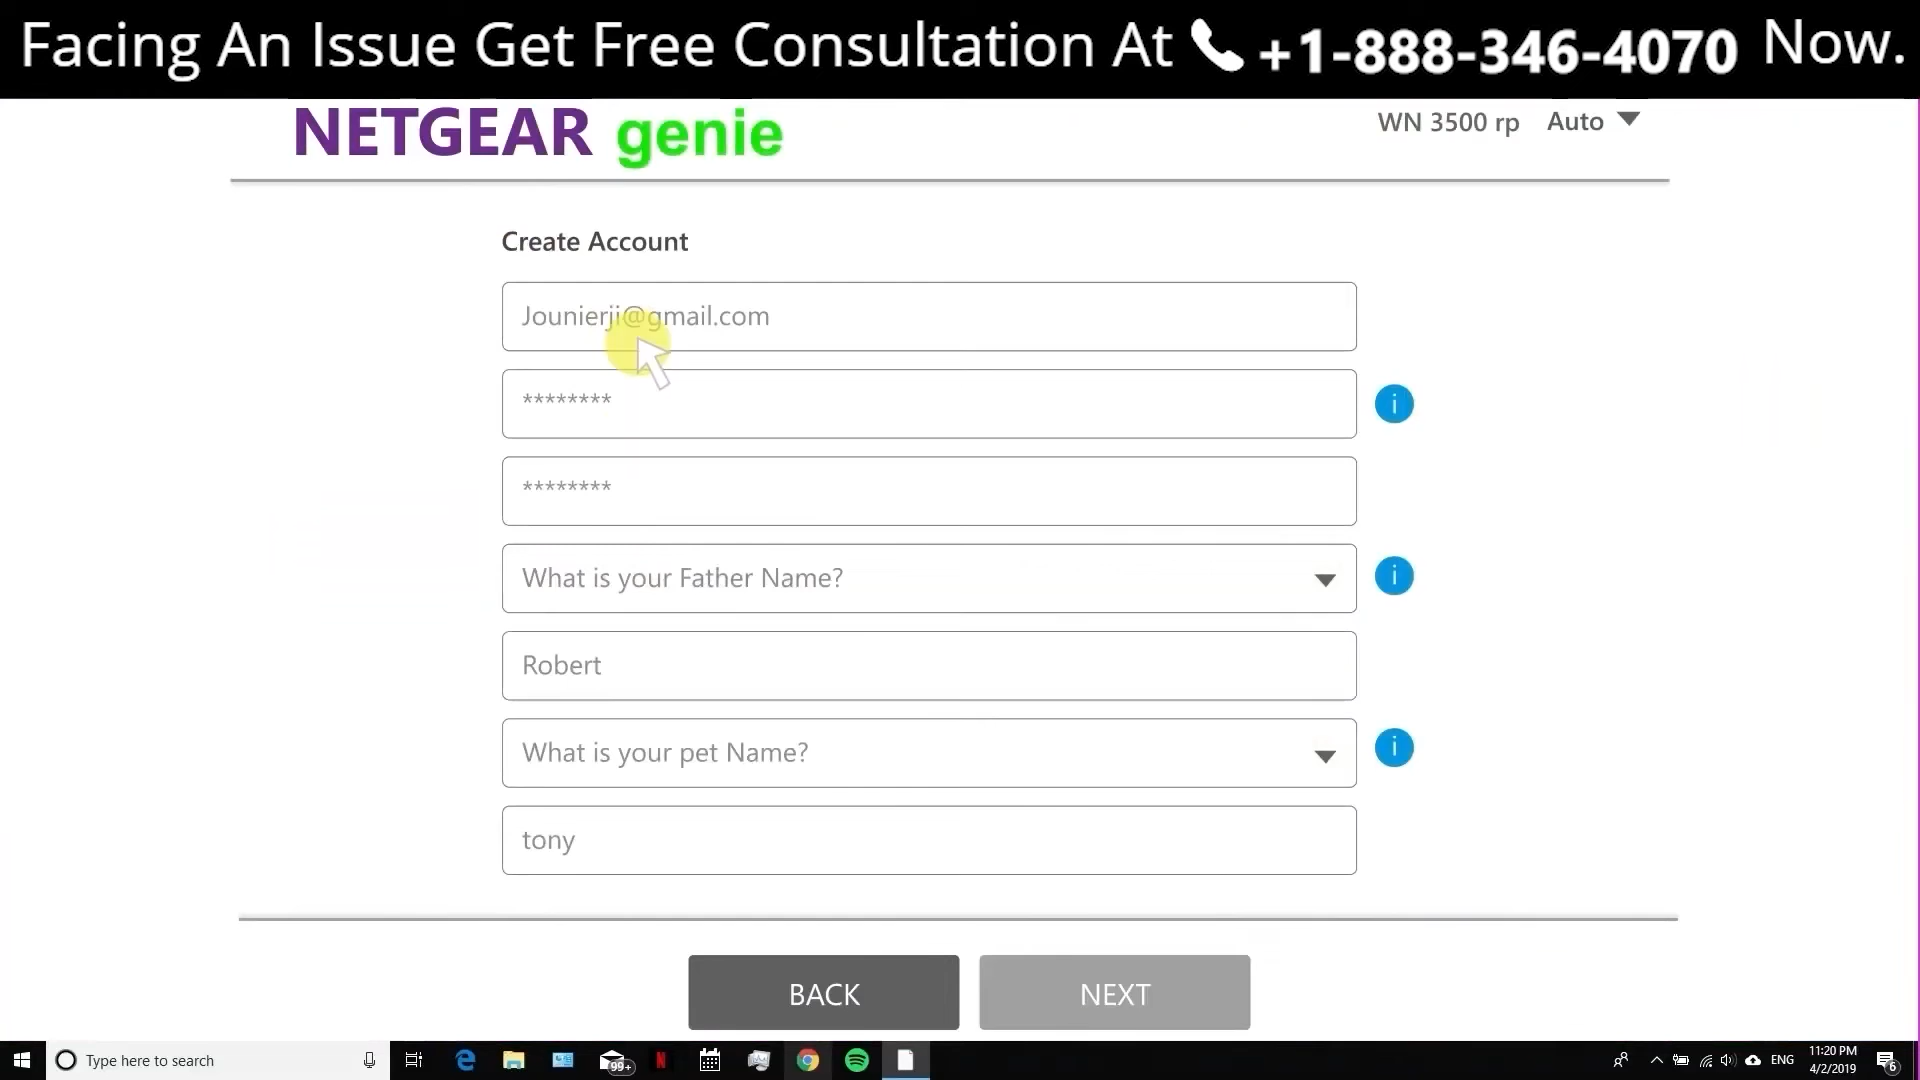 Facing An Issue Get Free Consultation At +1-888-346-4070 Now.
NETGEAR genie
WN 3500 rp Auto
Create Account
Jounierji@gmail.com
********
i
********
What is your Father Name?
i
Robert
What is your pet Name?
i
tony
BACK NEXT
Type here to search
99+
ENG
11:20 PM
4/2/2019
6